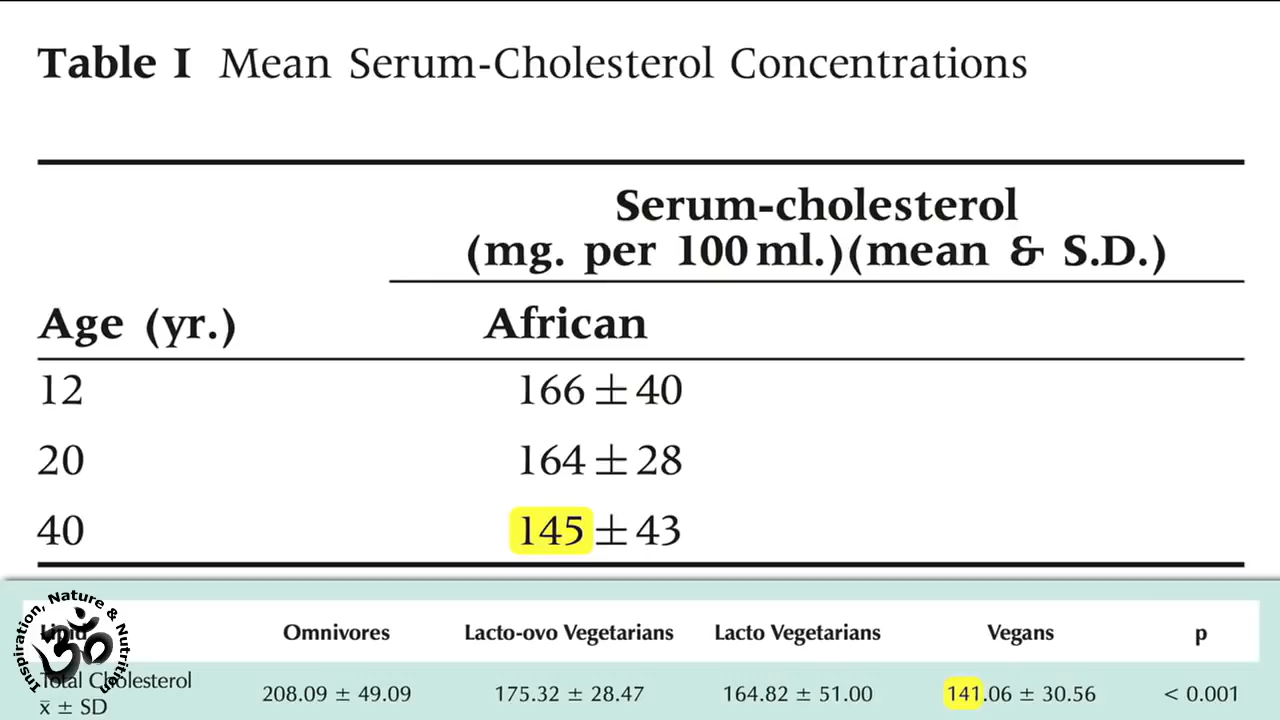 Table I Mean Serum-Cholesterol Concentrations
Serum-cholesterol
(mg. per 100 ml.)(mean & S.D.)
Age (yr.) African
12 166 ± 40
20 164 ± 28
40 145 ± 43
Inspiration, Nature & Nutrition
ॐ
Lipid Omnivores Lacto-ovo Vegetarians Lacto Vegetarians Vegans p
Total Cholesterol
x̄ ± SD 208.09 ± 49.09 175.32 ± 28.47 164.82 ± 51.00 141.06 ± 30.56 < 0.001